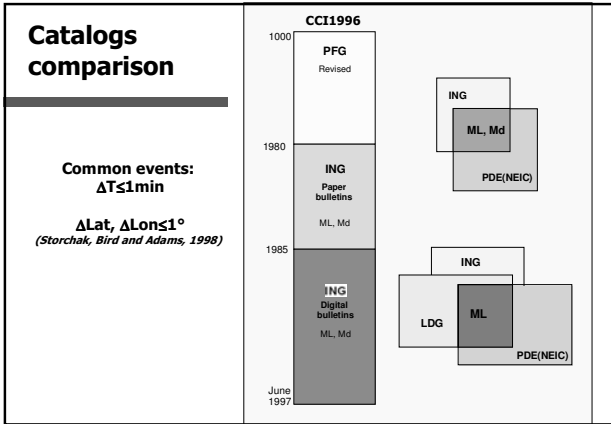 Catalogs
comparison
Common events:
ΔT≤1min
ΔLat, ΔLon≤1°
(Storchak, Bird and Adams, 1998)
CCI1996
1000
PFG
Revised
1980
ING
Paper
bulletins
ML, Md
1985
ING
Digital
bulletins
ML, Md
June
1997
ING
ML, Md
PDE(NEIC)
ING
LDG
ML
PDE(NEIC)